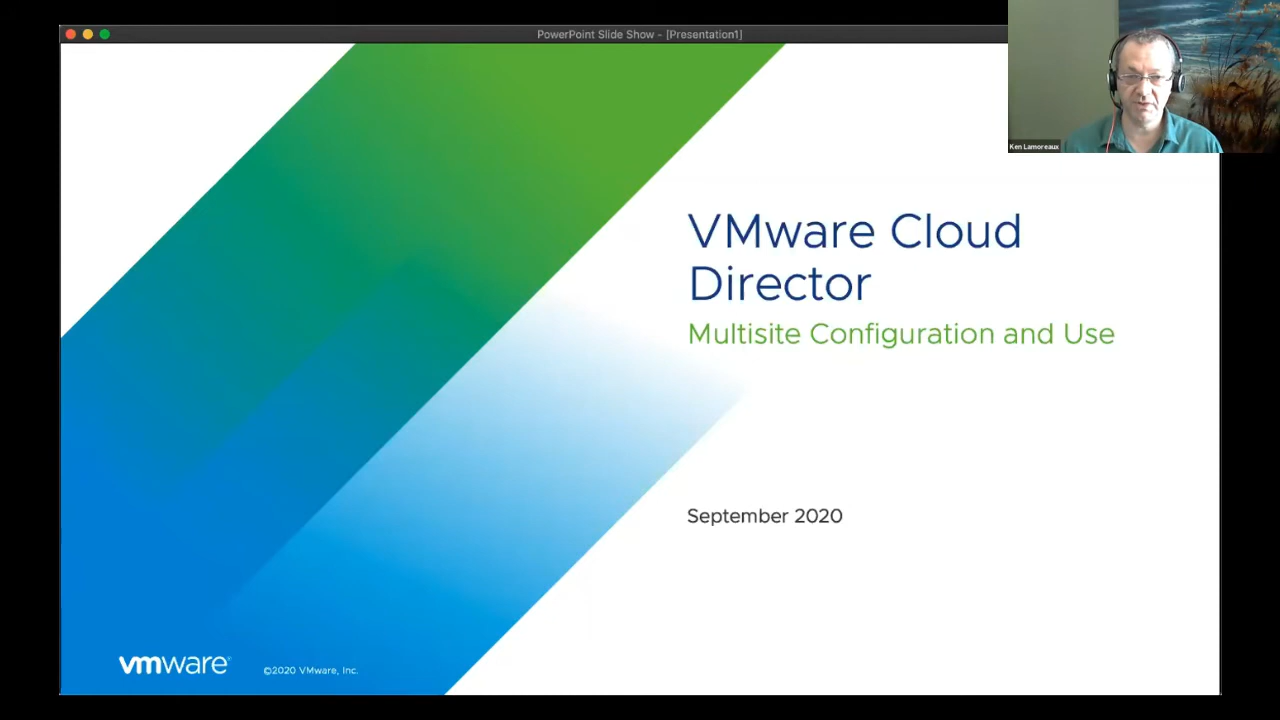 PowerPoint Slide Show - [Presentation1]
Ken Lamoreaux
VMware Cloud
Director
Multisite Configuration and Use
September 2020
vmware®
©2020 VMware, Inc.